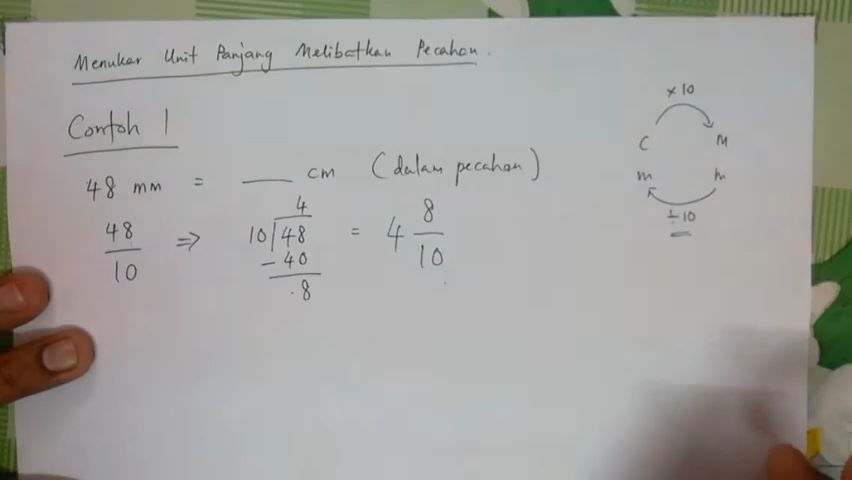 Menukar Unit Panjang Melibatkan Pecahan.
Contoh 1
48 mm = ___ cm (dalam pecahan)
48/10 ⇒ 10)48 = 4 8/10
4
- 40
.8
× 10
C M
m m
÷ 10